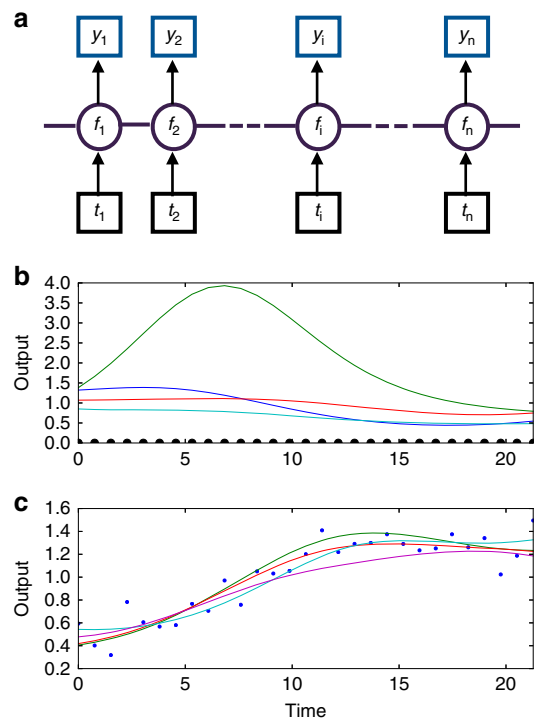 a
y1 y2 yi yn
f1 f2 fi fn
t1 t2 ti tn
b
4.0
3.5
3.0
2.5
2.0
1.5
1.0
0.5
0.0
Output
0 5 10 15 20
c
1.6
1.4
1.2
1.0
0.8
0.6
0.4
0.2
Output
0 5 10 15 20
Time